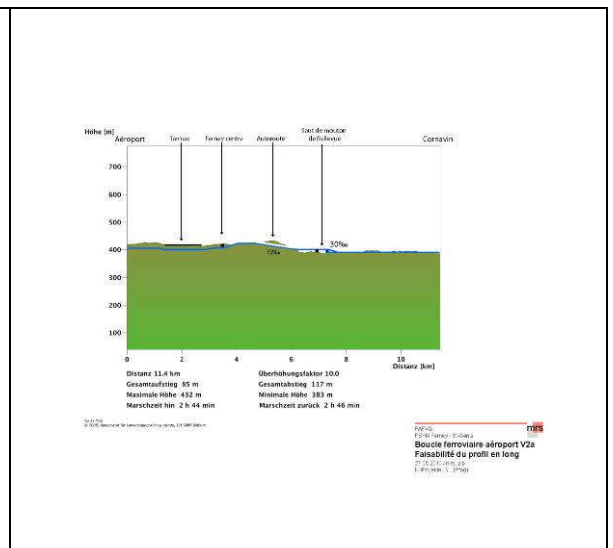 Höhe [m]
Aéroport
Tarmac
Ferney centre
Autoroute
Saut de mouton
de Bellevue
Cornavin
700
600
500
400
300
200
100
30‰
0
2
4
6
8
10
Distanz [km]
Distanz 11.4 km
Gesamtaufstieg 85 m
Maximale Höhe 432 m
Marschzeit hin 2 h 44 min
Überhöhungsfaktor 10.0
Gesamtabstieg 117 m
Minimale Höhe 383 m
Marschzeit zurück 2 h 46 min
mrs
Boucle ferroviaire aéroport V2a
Faisabilité du profil en long